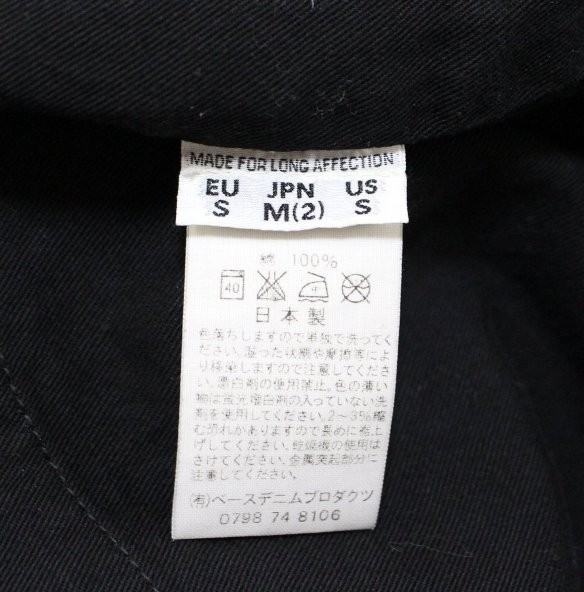 MADE FOR LONG AFFECTION
EU JPN US
S M(2) S
綿 100%
40
日本製
色落ちしますので単独で洗ってく
ださい。湿った状態や摩擦等によ
り移染しますので注意してくださ
い。漂白剤の使用禁止。色の薄い
物は蛍光増白剤の入っていない洗
剤を使用してください。2~3%縮
む恐れがありますので長めに裾上
げしてください。乾燥機の使用は
さけてください。金属突起部分に
注意してください。
(有)ベースデニムプロダクツ
0798 74 8106